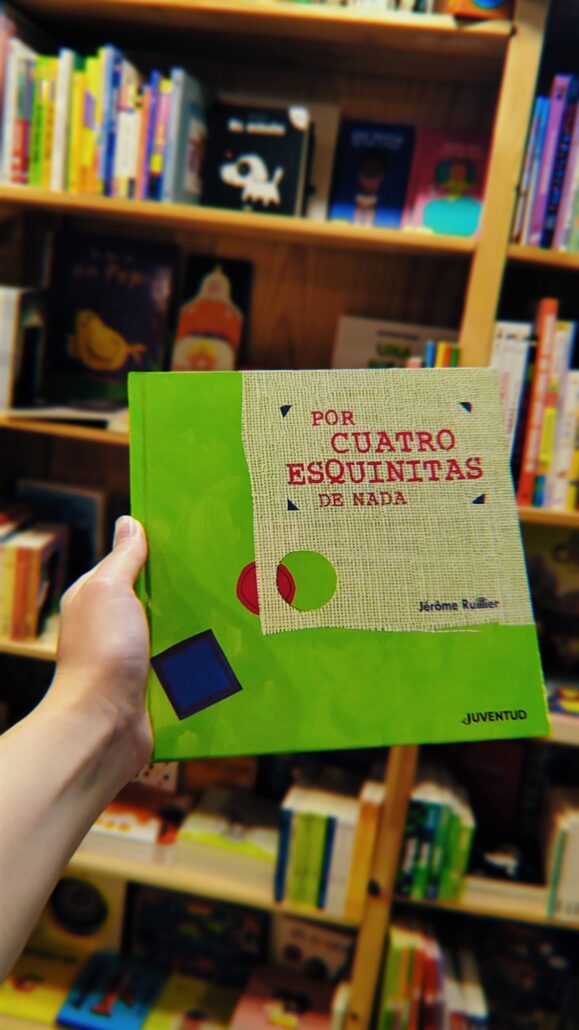 POR
CUATRO
ESQUINITAS
DE NADA
Jérôme Ruillier
JUVENTUD